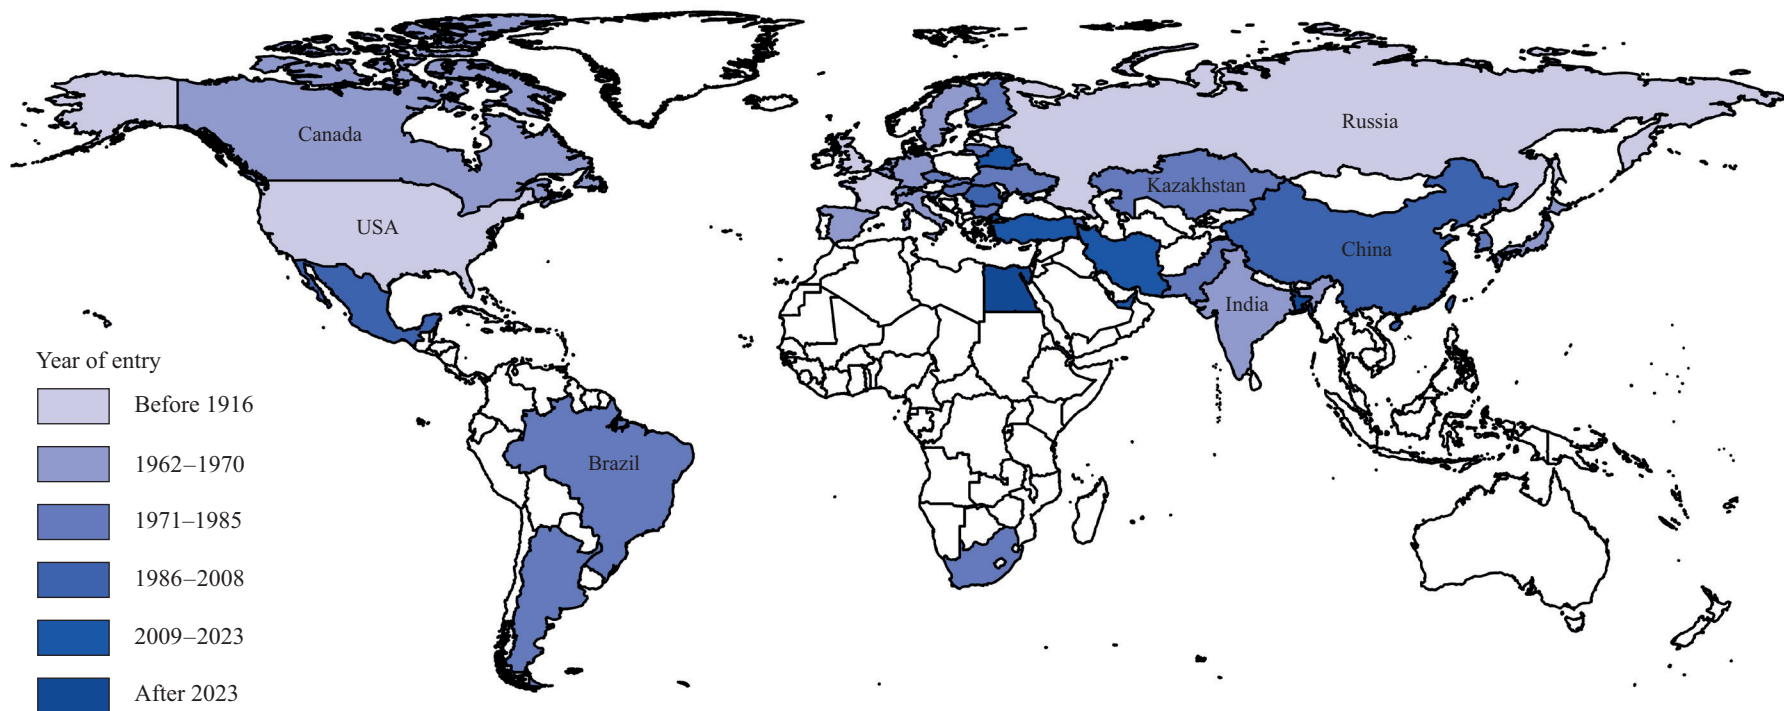 Canada
Russia
Kazakhstan
USA
China
India
Brazil
Year of entry
Before 1916
1962–1970
1971–1985
1986–2008
2009–2023
After 2023